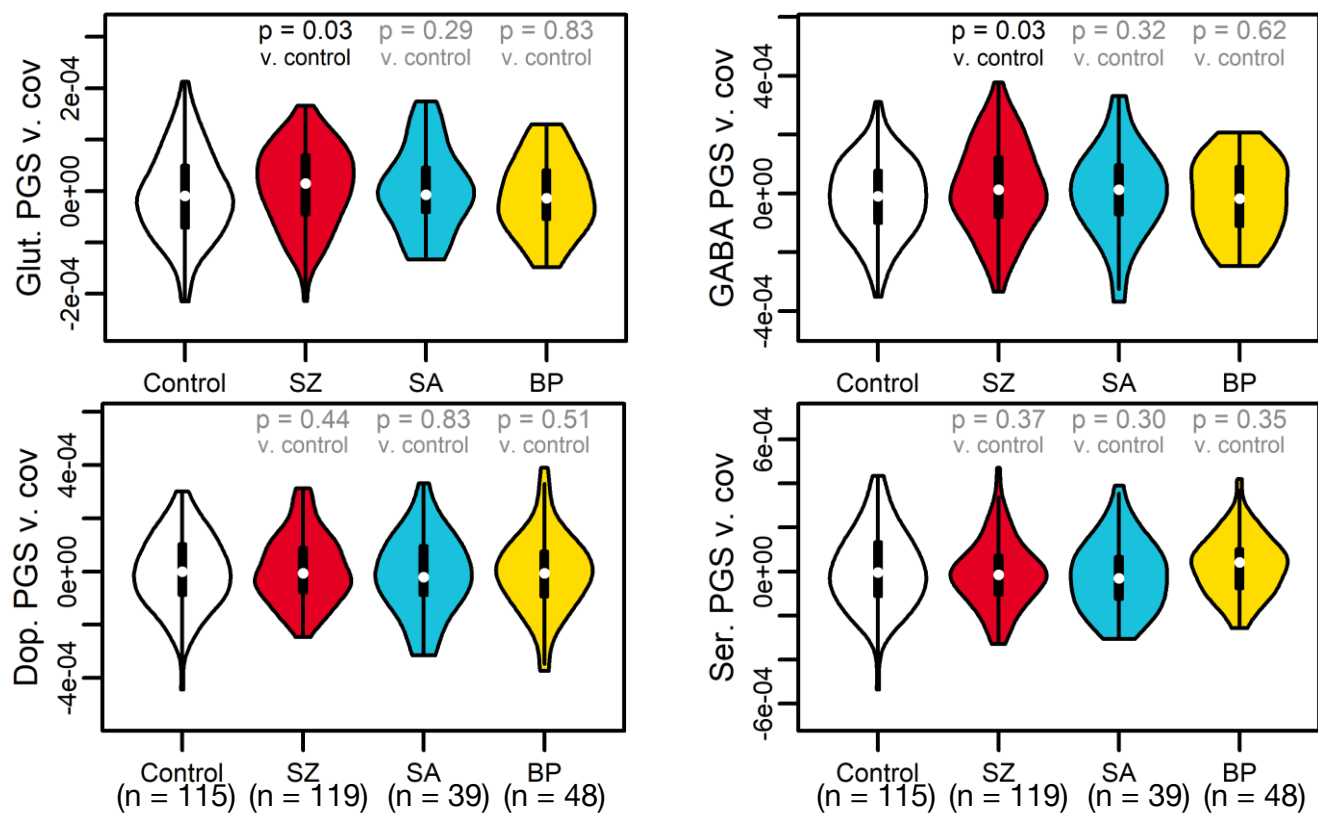 Glut. PGS v. cov
2e-04
0e+00
-2e-04
p = 0.03
v. control
p = 0.29
v. control
p = 0.83
v. control
Control
SZ
SA
BP
GABA PGS v. cov
4e-04
0e+00
-4e-04
p = 0.03
v. control
p = 0.32
v. control
p = 0.62
v. control
Control
SZ
SA
BP
Dop. PGS v. cov
4e-04
0e+00
-4e-04
p = 0.44
v. control
p = 0.83
v. control
p = 0.51
v. control
Control
(n = 115)
SZ
(n = 119)
SA
(n = 39)
BP
(n = 48)
Ser. PGS v. cov
6e-04
0e+00
-6e-04
p = 0.37
v. control
p = 0.30
v. control
p = 0.35
v. control
Control
(n = 115)
SZ
(n = 119)
SA
(n = 39)
BP
(n = 48)